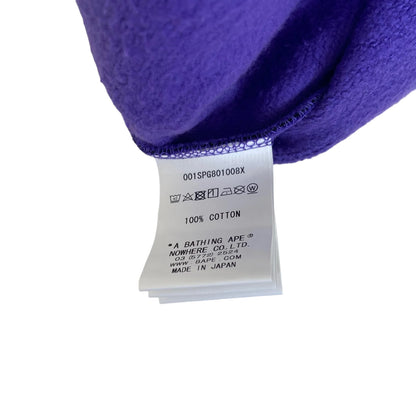 001SPG801008X
100% COTTON
*A BATHING APE®
NOWHERE CO.LTD.
03 (5772) 2524
www.BAPE.COM
MADE IN JAPAN